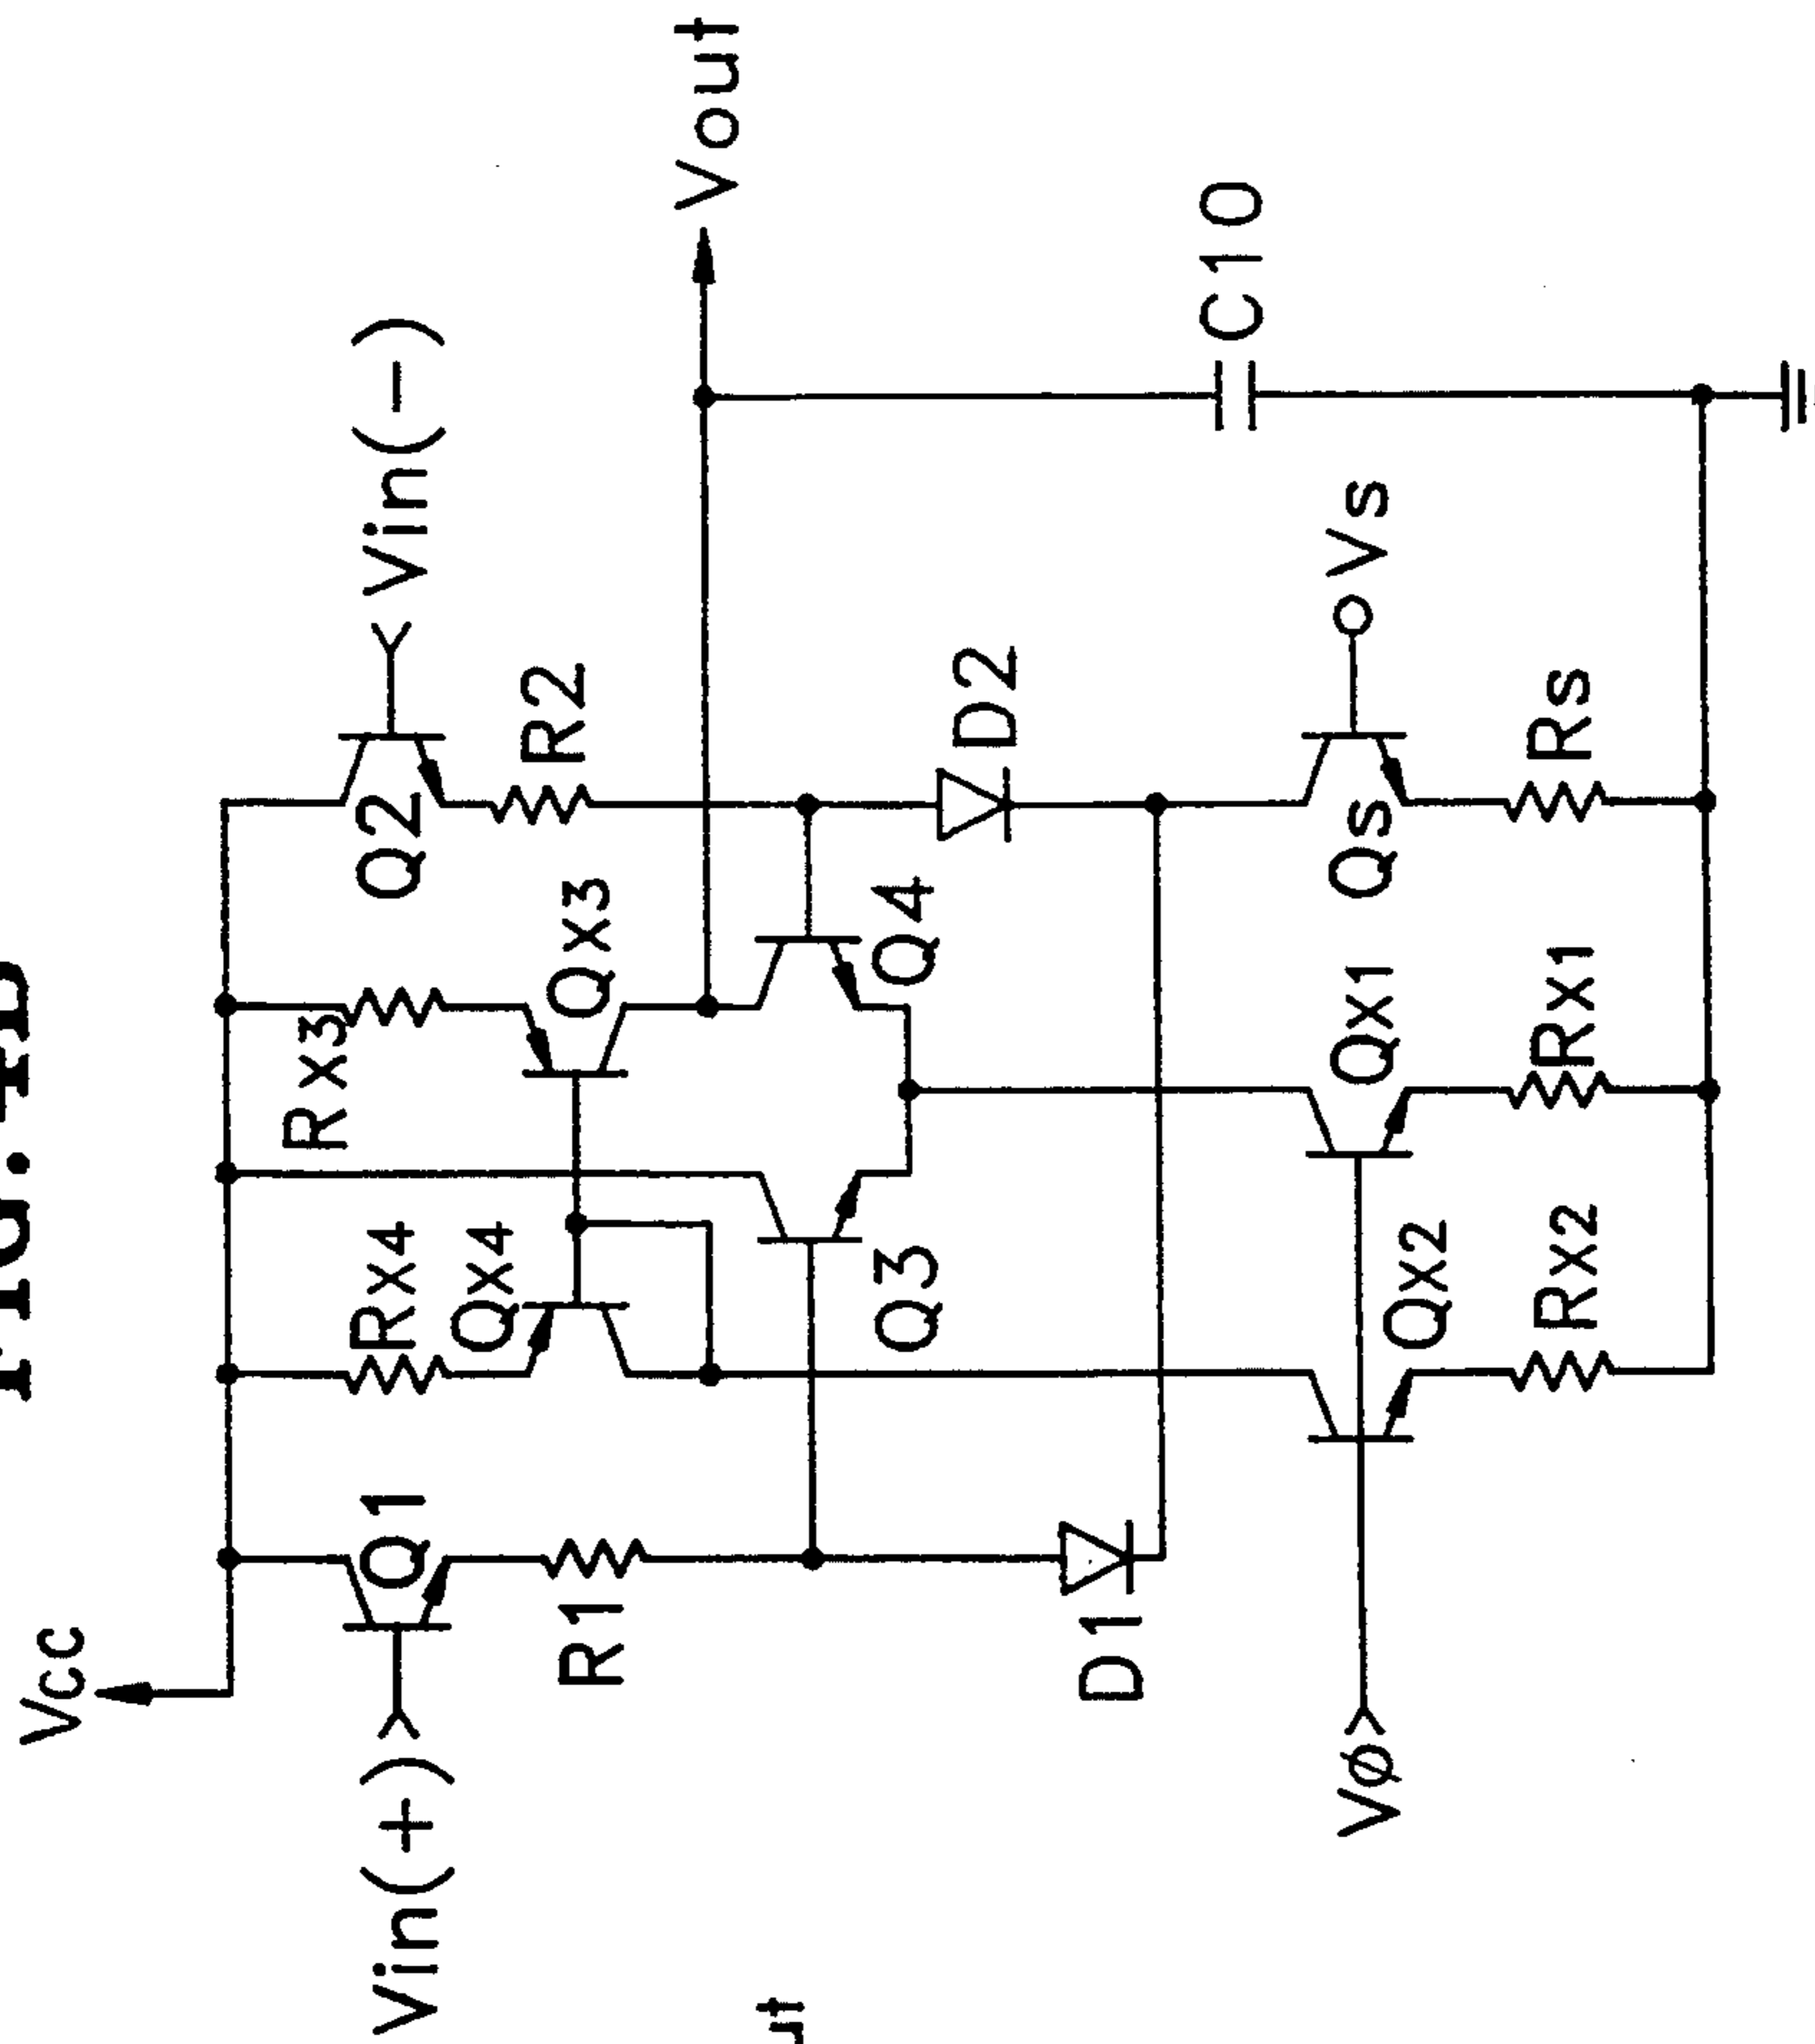 Vcc
Vin(+)
Q1
R1
D1
Rx4
Qx4
Rx3
Qx3
Q3
Q4
Q2
Vin(-)
R2
D2
Vout
C10
Vø
Qx2
Rx2
Qx1
Rx1
Qs
Vs
Rs